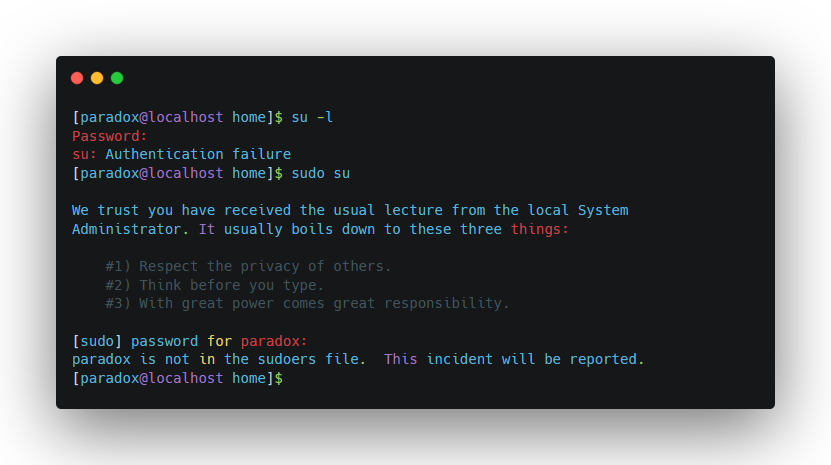 [paradox@localhost home]$ su -l
Password:
su: Authentication failure
[paradox@localhost home]$ sudo su

We trust you have received the usual lecture from the local System
Administrator. It usually boils down to these three things:

    #1) Respect the privacy of others.
    #2) Think before you type.
    #3) With great power comes great responsibility.

[sudo] password for paradox:
paradox is not in the sudoers file.  This incident will be reported.
[paradox@localhost home]$